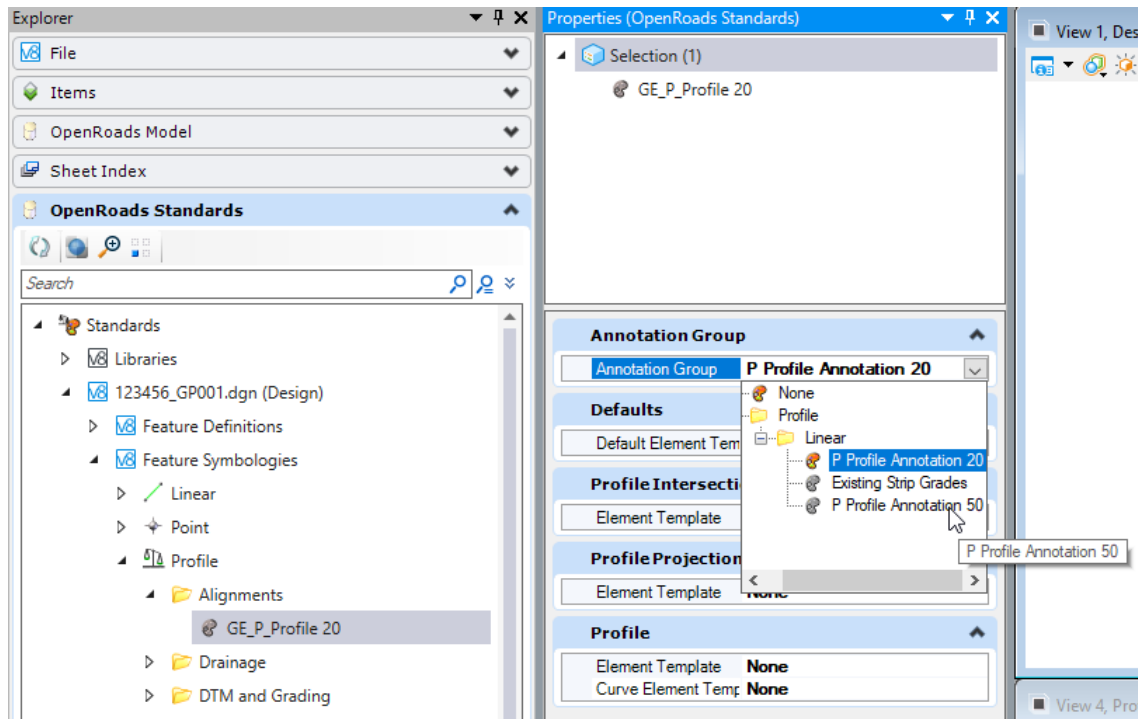 Explorer
File
Items
OpenRoads Model
Sheet Index
OpenRoads Standards
Search
Standards
Libraries
123456_GP001.dgn (Design)
Feature Definitions
Feature Symbologies
Linear
Point
Profile
Alignments
GE_P_Profile 20
Drainage
DTM and Grading
Properties (OpenRoads Standards)
Selection (1)
GE_P_Profile 20
Annotation Group
Annotation Group P Profile Annotation 20
None
Profile
Linear
P Profile Annotation 20
Existing Strip Grades
P Profile Annotation 50
P Profile Annotation 50
Defaults
Default Element Tem
Profile Intersecti
Element Template
Profile Projection
Element Template None
Profile
Element Template None
Curve Element Temp None
View 1, Des
View 4, Pro